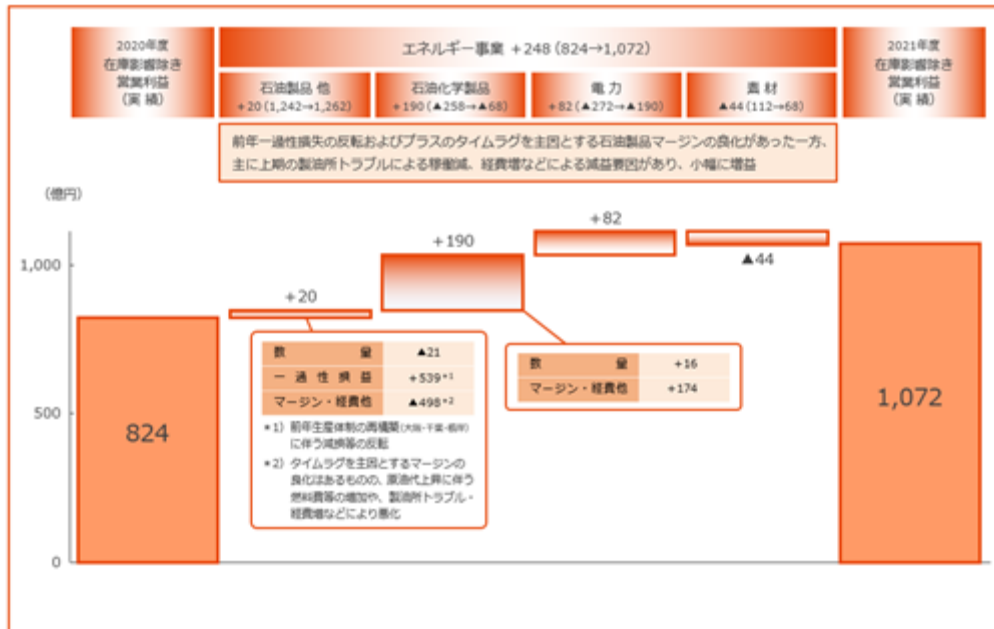 2020年度
在庫影響除き
営業利益
(実績)
エネルギー事業 +248 (824→1,072)
2021年度
在庫影響除き
営業利益
(実績)
石油製品 他
+20 (1,242→1,262)
石油化学製品
+190 (▲258→▲68)
電力
+82 (▲272→▲190)
素材
▲44 (112→68)
前年一過性損失の反転およびプラスのタイムラグを主因とする石油製品マージンの良化があった一方、
主に上期の製油所トラブルによる稼働減、経費増などによる減益要因があり、小幅に増益
(億円)
1,000
500
0
824
+20
+190
+82
▲44
1,072
数量 ▲21
一過性損益 +539*1
マージン・経費他 ▲498*2
*1) 前年生産体制の再構築(大阪・千葉・根岸)
に伴う減損等の反転
*2) タイムラグを主因とするマージンの
良化はあるものの、原油代上昇に伴う
燃料費等の増加や、製油所トラブル・
経費増などにより悪化
数量 +16
マージン・経費他 +174